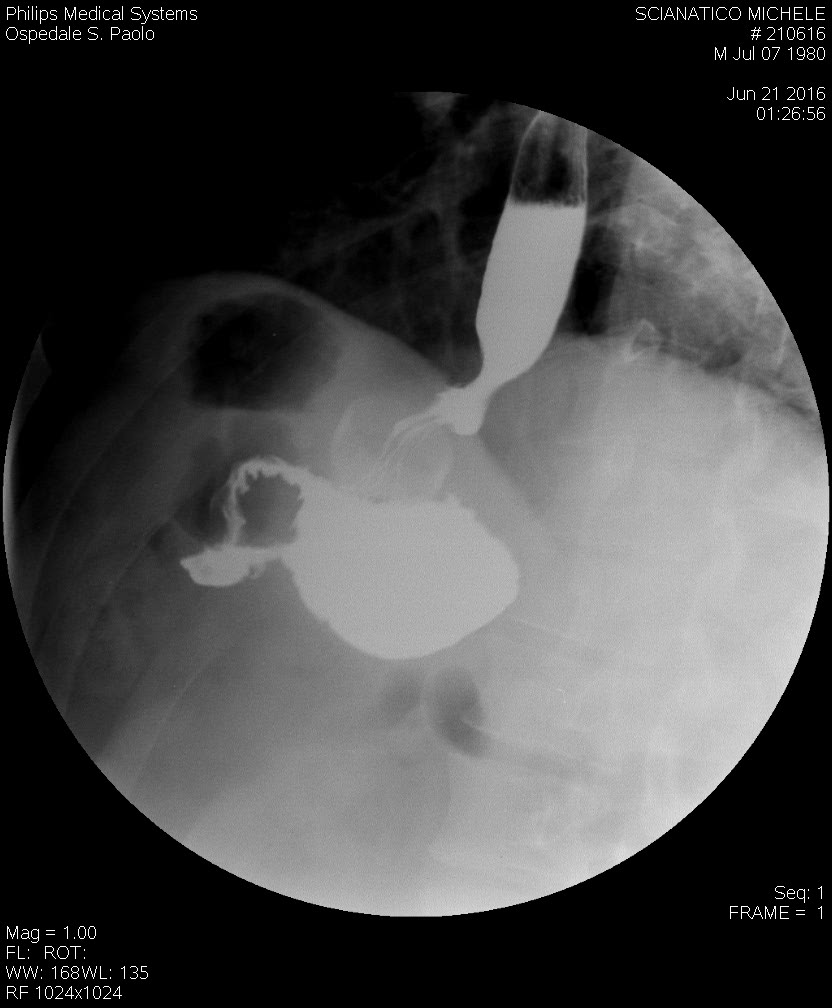 Philips Medical Systems
Ospedale S. Paolo
SCIANATICO MICHELE
# 210616
M Jul 07 1980
Jun 21 2016
01:26:56
Seq: 1
FRAME = 1
Mag = 1.00
FL: ROT:
WW: 168WL: 135
RF 1024x1024